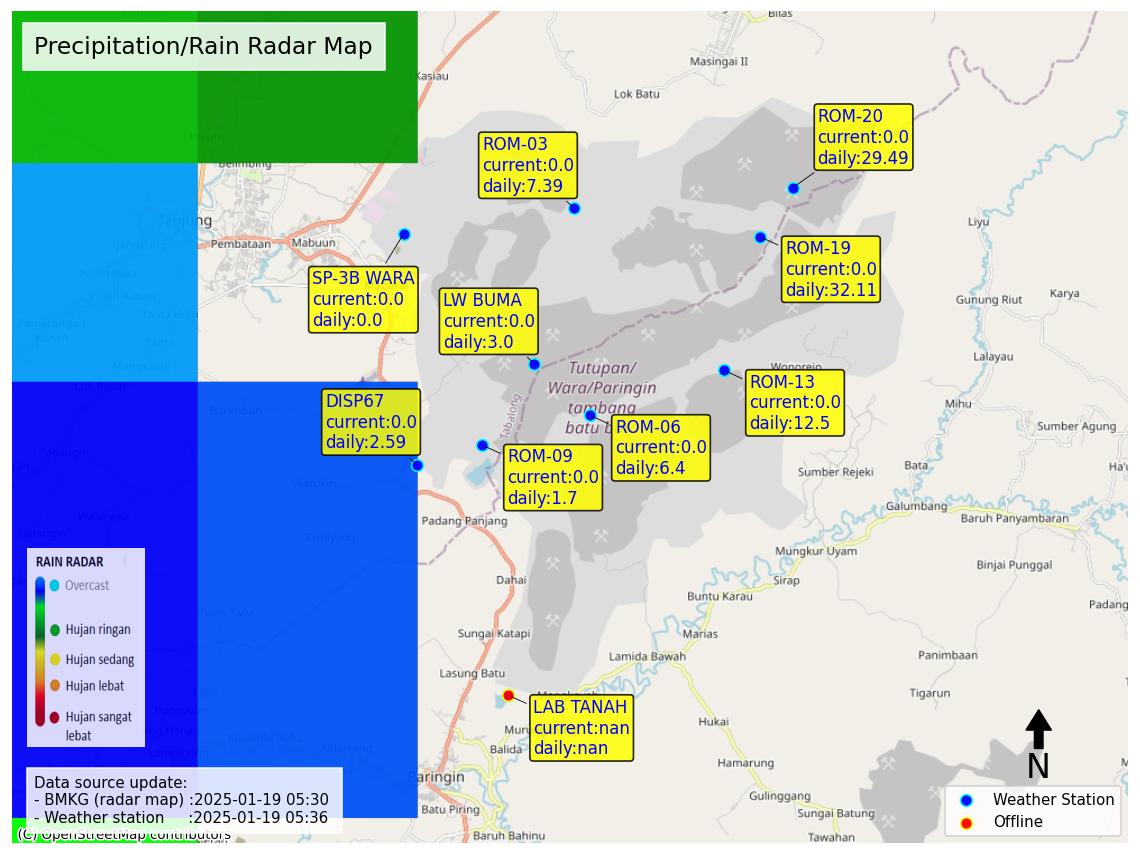 Precipitation/Rain Radar Map
Bilas
Masingai II
Kasiau
Lok Batu
ROM-20
current:0.0
daily:29.49
ROM-03
current:0.0
daily:7.39
Belimbing
Tanjung
Jangkung
Pembataan
Mabuun
Liyu
ROM-19
current:0.0
daily:32.11
SP-3B WARA
current:0.0
daily:0.0
LW BUMA
current:0.0
daily:3.0
Gunung Riut
Karya
Lalayau
Tutupan/
Wara/Paringin
tambang
batu b
Wonorejo
ROM-13
current:0.0
daily:12.5
Mihu
DISP67
current:0.0
daily:2.59
Tabalong
ROM-06
current:0.0
daily:6.4
Sumber Agung
ROM-09
current:0.0
daily:1.7
Sumber Rejeki
Bata
Galumbang
Baruh Panyambaran
Padang Panjang
Mungkur Uyam
Binjai Punggal
RAIN RADAR
Overcast
Hujan ringan
Hujan sedang
Hujan lebat
Hujan sangat
lebat
Dahai
Sirap
Buntu Karau
Padang
Sungai Katapi
Marias
Lamida Bawah
Panimbaan
Lasung Batu
Tigarun
LAB TANAH
current:nan
daily:nan
Hukai
Balida
Hamarung
N
Paringin
Batu Piring
Gulinggang
Sungai Batung
Baruh Bahinu
Tawahan
Data source update:
- BMKG (radar map) :2025-01-19 05:30
- Weather station :2025-01-19 05:36
(C) OpenStreetMap contributors
Weather Station
Offline